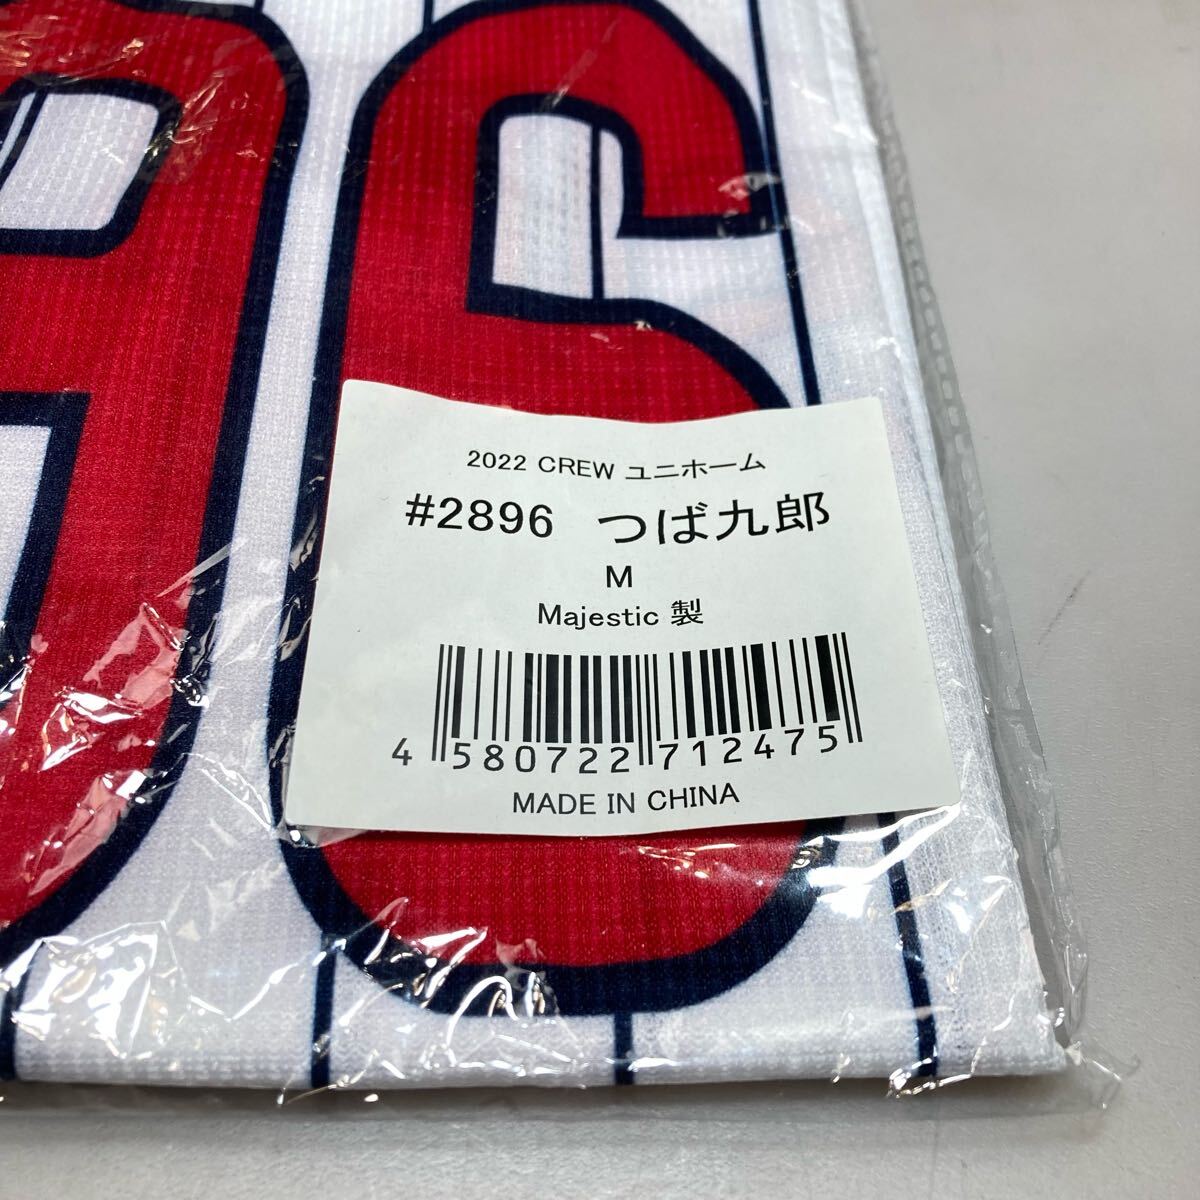 96
2022 CREW ユニホーム
#2896 つば九郎
M
Majestic 製
4 580722 712475
MADE IN CHINA